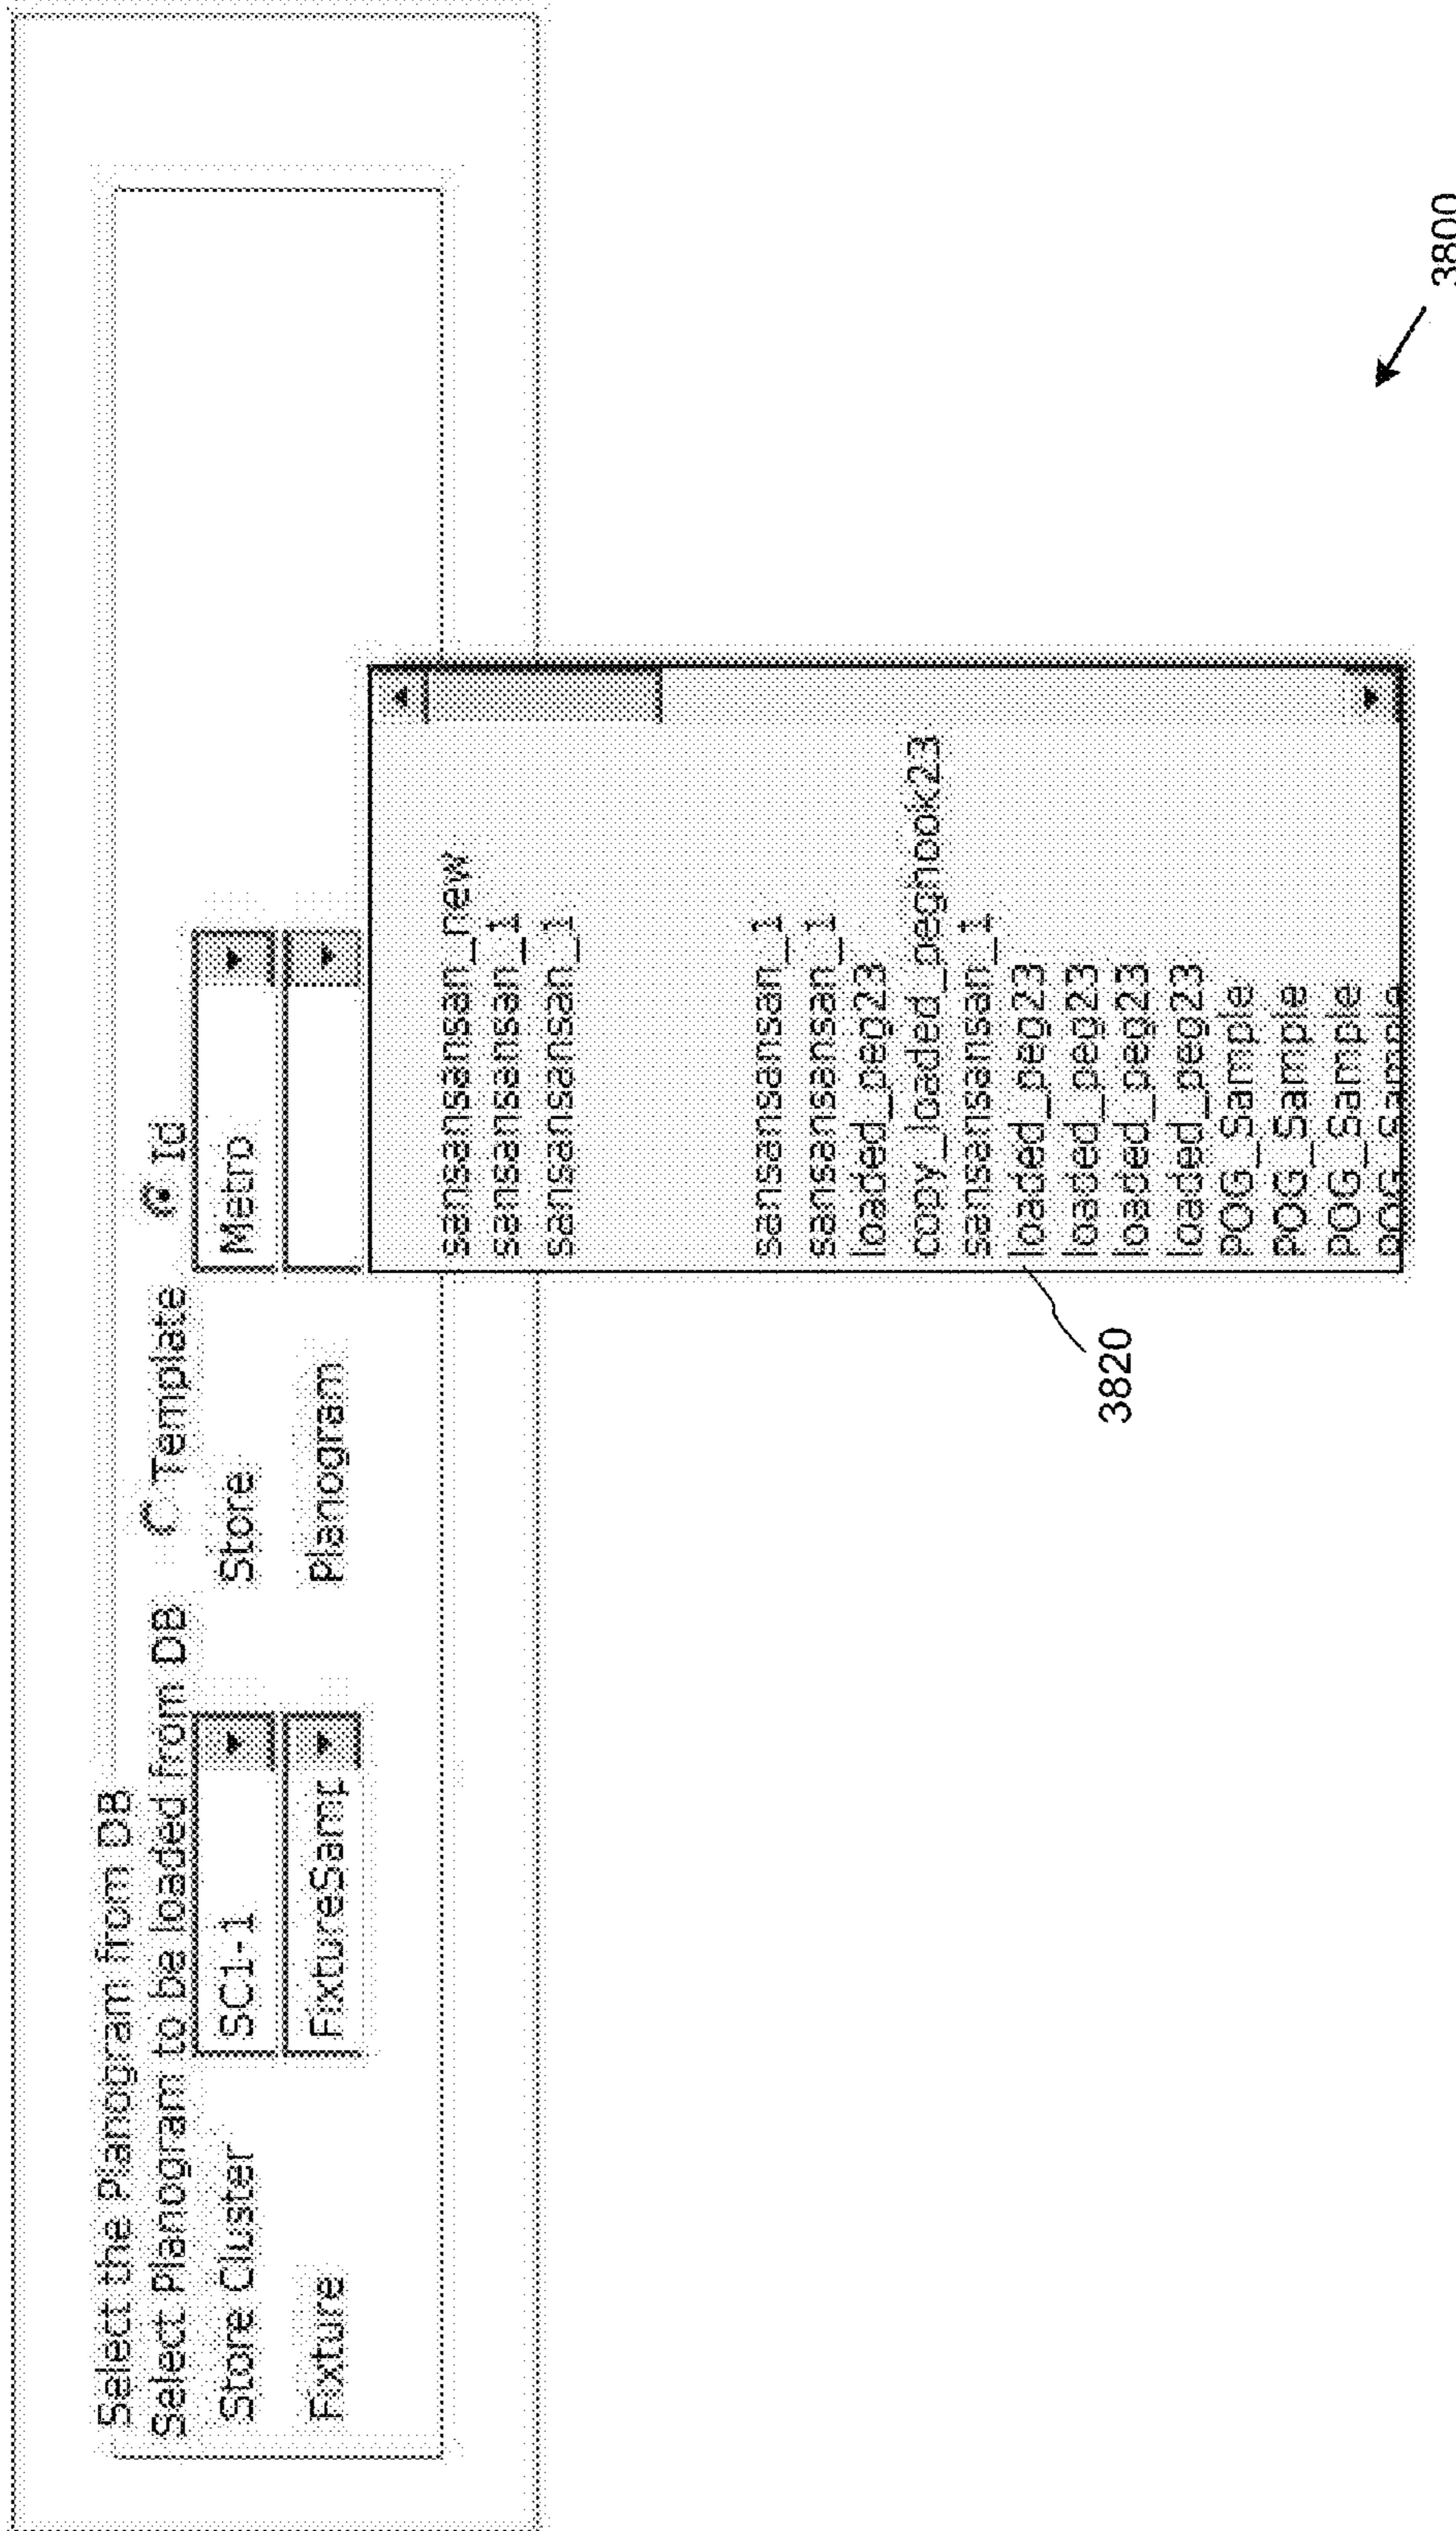 Select the Planogram from DB
Select Planogram to be loaded from DB Template Id
Store Cluster SC1-1 Store Metro
Fixture FixtureSamp Planogram
sansansansan_new
sansansansan_1
sansansansan_1
sansansansan_1
sansansansan_1
loaded_peg23
copy_loaded_peghook23
sansansansan_1
loaded_peg23
loaded_peg23
loaded_peg23
loaded_peg23
POG_Sample
POG_Sample
POG_Sample
POG_Sample
3820
3800